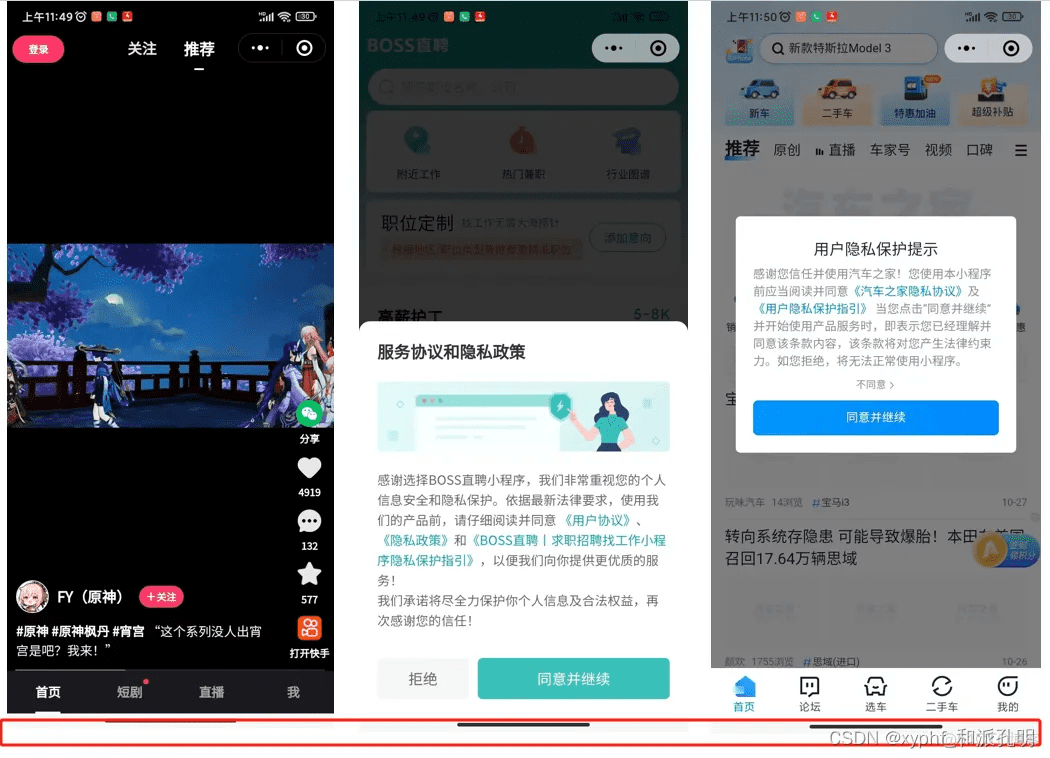 上午11:49
30
登录
关注
推荐
分享
4919
132
577
FY（原神）
+关注
#原神 #原神枫丹 #宵宫 “这个系列没人出宵
宫是吧？我来！”
打开快手
首页
短剧
直播
我
上午11:49
BOSS直聘
附近工作
热门兼职
行业图谱
职位定制
找工作无需大海捞针
添加意向
高薪护工
5-8K
服务协议和隐私政策
感谢选择BOSS直聘小程序，我们非常重视您的个人
信息安全和隐私保护。依据最新法律要求，使用我
们的产品前，请仔细阅读并同意 《用户协议》、
《隐私政策》和《BOSS直聘丨求职招聘找工作小程
序隐私保护指引》，以便我们向你提供更优质的服
务！
我们承诺将尽全力保护你个人信息及合法权益，再
次感谢您的信任！
拒绝
同意并继续
上午11:50
30
新款特斯拉Model 3
新车
二手车
特惠加油
超级补贴
推荐
原创
直播
车家号
视频
口碑
汽车之家
用户隐私保护提示
感谢您信任并使用汽车之家！您使用本小程序
前应当阅读并同意《汽车之家隐私协议》及
《用户隐私保护指引》 当您点击“同意并继续”
并开始使用产品服务时，即表示您已经理解并
同意该条款内容，该条款将对您产生法律约束
力。如您拒绝，将无法正常使用小程序。
不同意
同意并继续
玩味汽车 14浏览 #宝马i3
10-27
转向系统存隐患 可能导致爆胎！本田
召回17.64万辆思域
颜欢 1755浏览 #思域(进口)
10-26
首页
论坛
选车
二手车
我的
CSDN @xyphf@和派孔明